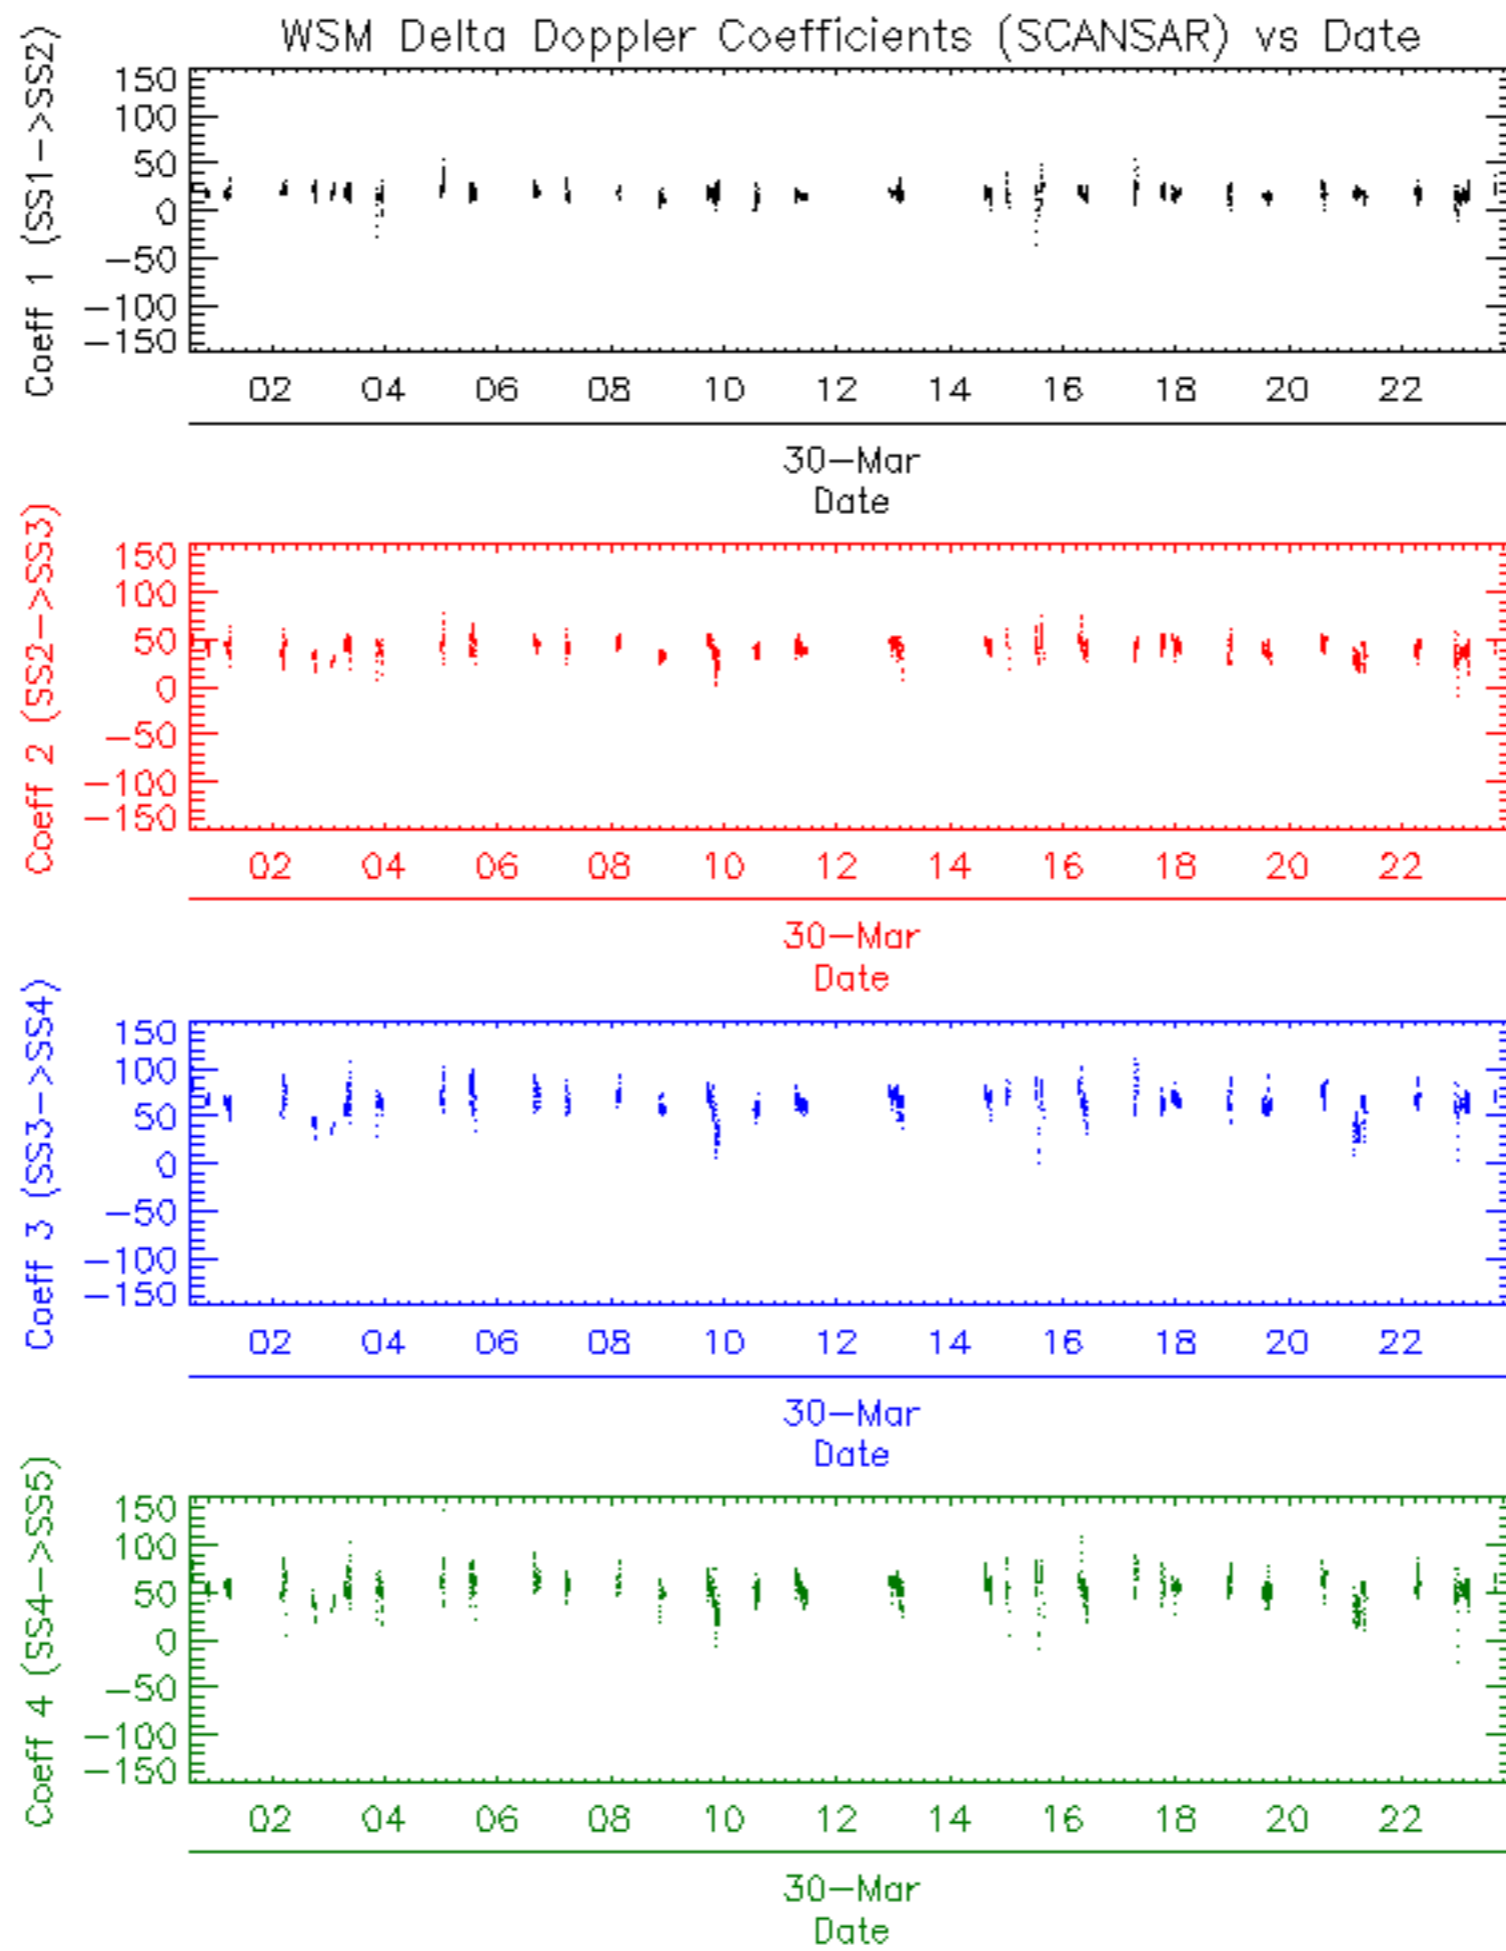 WSM Delta Doppler Coefficients (SCANSAR) vs Date
Coeff 1 (SS1->SS2)
150
100
50
0
-50
-100
-150
02 04 06 08 10 12 14 16 18 20 22
30-Mar
Date
Coeff 2 (SS2->SS3)
150
100
50
0
-50
-100
-150
02 04 06 08 10 12 14 16 18 20 22
30-Mar
Date
Coeff 3 (SS3->SS4)
150
100
50
0
-50
-100
-150
02 04 06 08 10 12 14 16 18 20 22
30-Mar
Date
Coeff 4 (SS4->SS5)
150
100
50
0
-50
-100
-150
02 04 06 08 10 12 14 16 18 20 22
30-Mar
Date